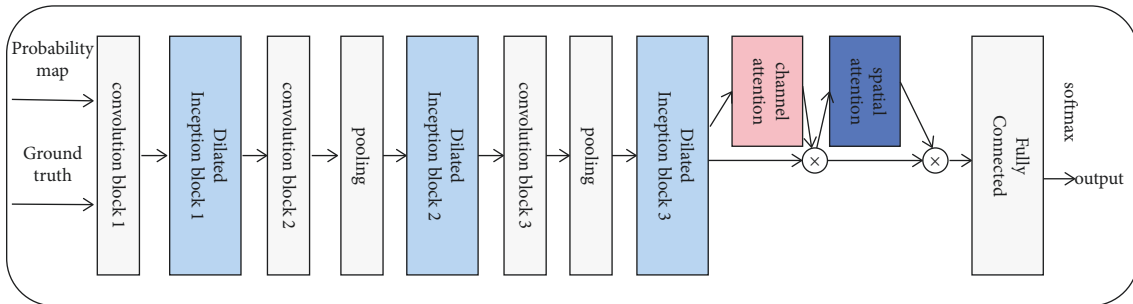 Probability
map
Ground
truth
convolution block 1
Dilated
Inception block 1
convolution block 2
pooling
Dilated
Inception block 2
convolution block 3
pooling
Dilated
Inception block 3
channel
attention
×
spatial
attention
×
Fully
Connected
softmax
output